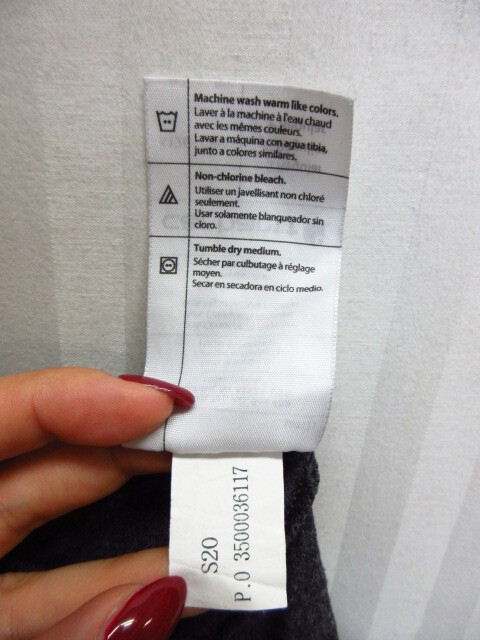 Machine wash warm like colors.
Laver à la machine à l'eau chaud
avec les mêmes couleurs.
Lavar a máquina con agua tibia,
junto a colores similares.
Non-chlorine bleach.
Utiliser un javellisant non chloré
seulement.
Usar solamente blanqueador sin
cloro.
Tumble dry medium.
Sécher par culbutage à réglage
moyen.
Secar en secadora en ciclo medio.
S20
P.O 3500036117